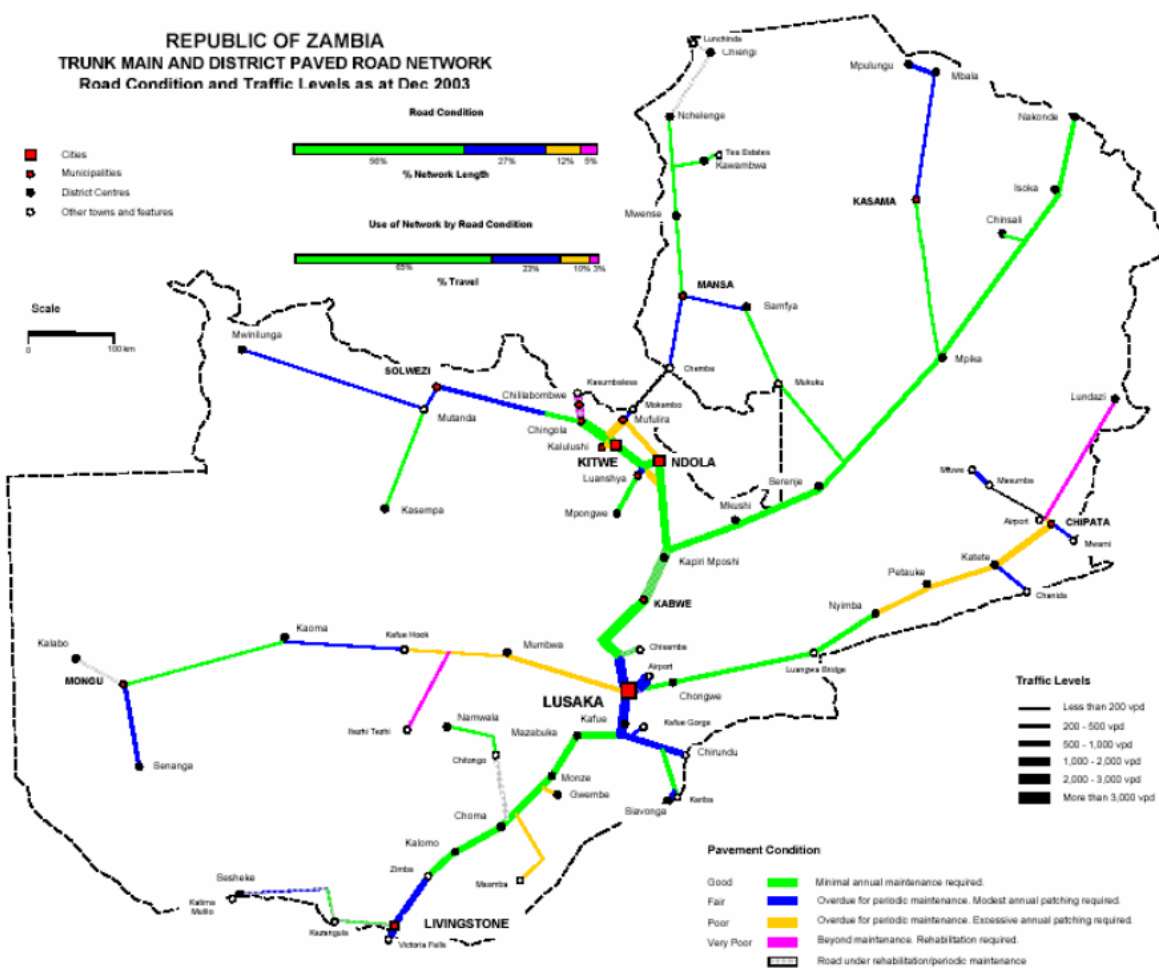 REPUBLIC OF ZAMBIA
TRUNK MAIN AND DISTRICT PAVED ROAD NETWORK
Road Condition and Traffic Levels as at Dec 2003
Road Condition
27% 12% 5%
% Network Length
Use of Network by Road Condition
65% 23% 10% 3%
% Travel
Cities
Municipalities
District Centres
Other towns and features
Scale
0 100 km
Lunchinda
Chiengi
Mpulungu
Mbala
Nchelenge
Nakonde
Tea Estates
Kawambwa
Isoka
KASAMA
Mwense
Chinsali
MANSA
Samfya
Mwinilunga
Mpika
SOLWEZI
Chembe
Mukuku
Kasumbalesa
Chililabombwe
Lundazi
Mokambo
Mutanda
Mufulira
Chingola
Kalulushi
KITWE
NDOLA
Mfuwe
Luanshya
Masumba
Serenje
Kasempa
Mkushi
Mpongwe
Airport
CHIPATA
Mwami
Kapiri Mposhi
Katete
Petauke
KABWE
Chanida
Nyimba
Kaoma
Kafue Hook
Mumbwa
Kalabo
Chisamba
Luangwa Bridge
Airport
MONGU
LUSAKA
Chongwe
Namwala
Kafue
Kafue Gorge
Itezhi Tezhi
Mazabuka
Chirundu
Chitongo
Senanga
Monze
Gwembe
Kariba
Siavonga
Choma
Kalomo
Zimba
Maamba
Sesheke
Katima
Mulilo
Kazungula
LIVINGSTONE
Victoria Falls
Traffic Levels
Less than 200 vpd
200 - 500 vpd
500 - 1,000 vpd
1,000 - 2,000 vpd
2,000 - 3,000 vpd
More than 3,000 vpd
Pavement Condition
Good Minimal annual maintenance required.
Fair Overdue for periodic maintenance. Modest annual patching required.
Poor Overdue for periodic maintenance. Excessive annual patching required.
Very Poor Beyond maintenance. Rehabilitation required.
Road under rehabilitation/periodic maintenance